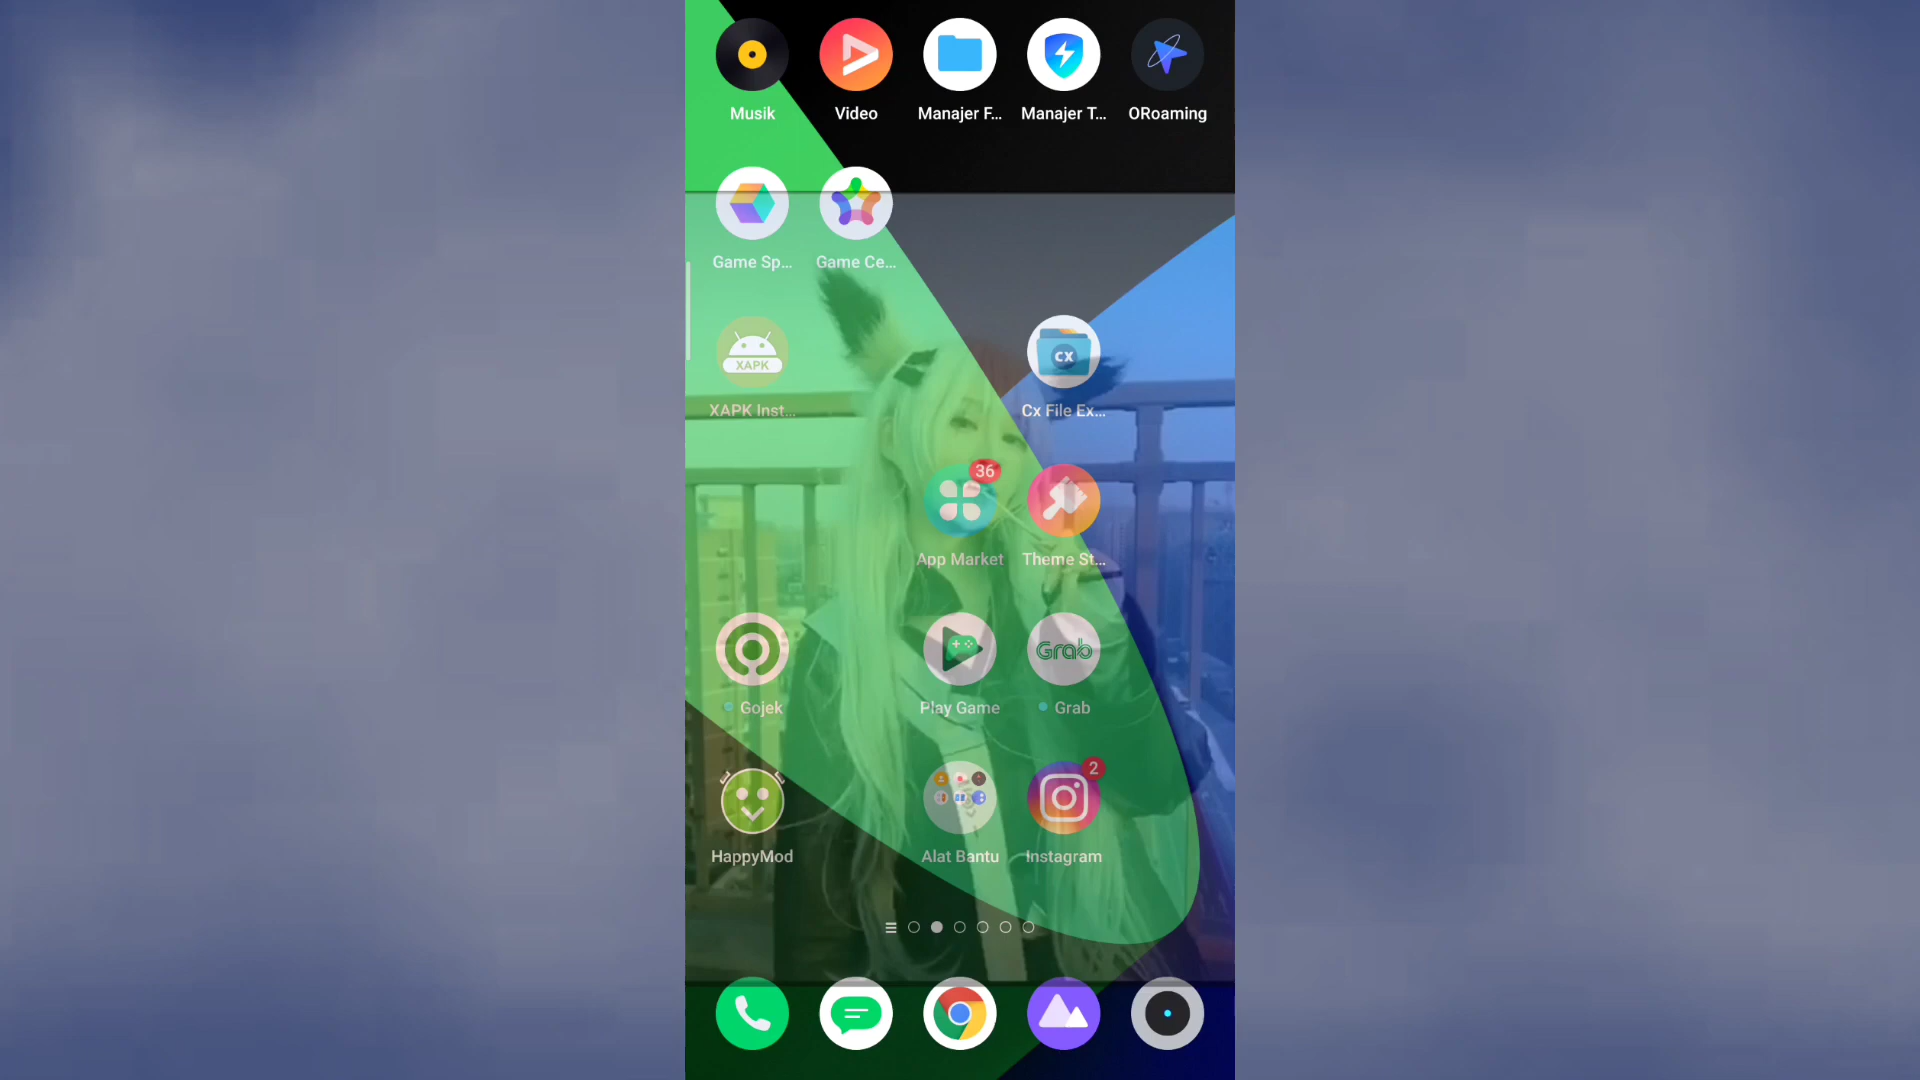 Musik
Video
Manajer F...
Manajer T...
ORoaming
Game Sp...
Game Ce...
XAPK
CX
XAPK Inst...
Cx File Ex...
36
App Market
Theme St...
Grab
Gojek
Play Game
Grab
2
HappyMod
Alat Bantu
Instagram